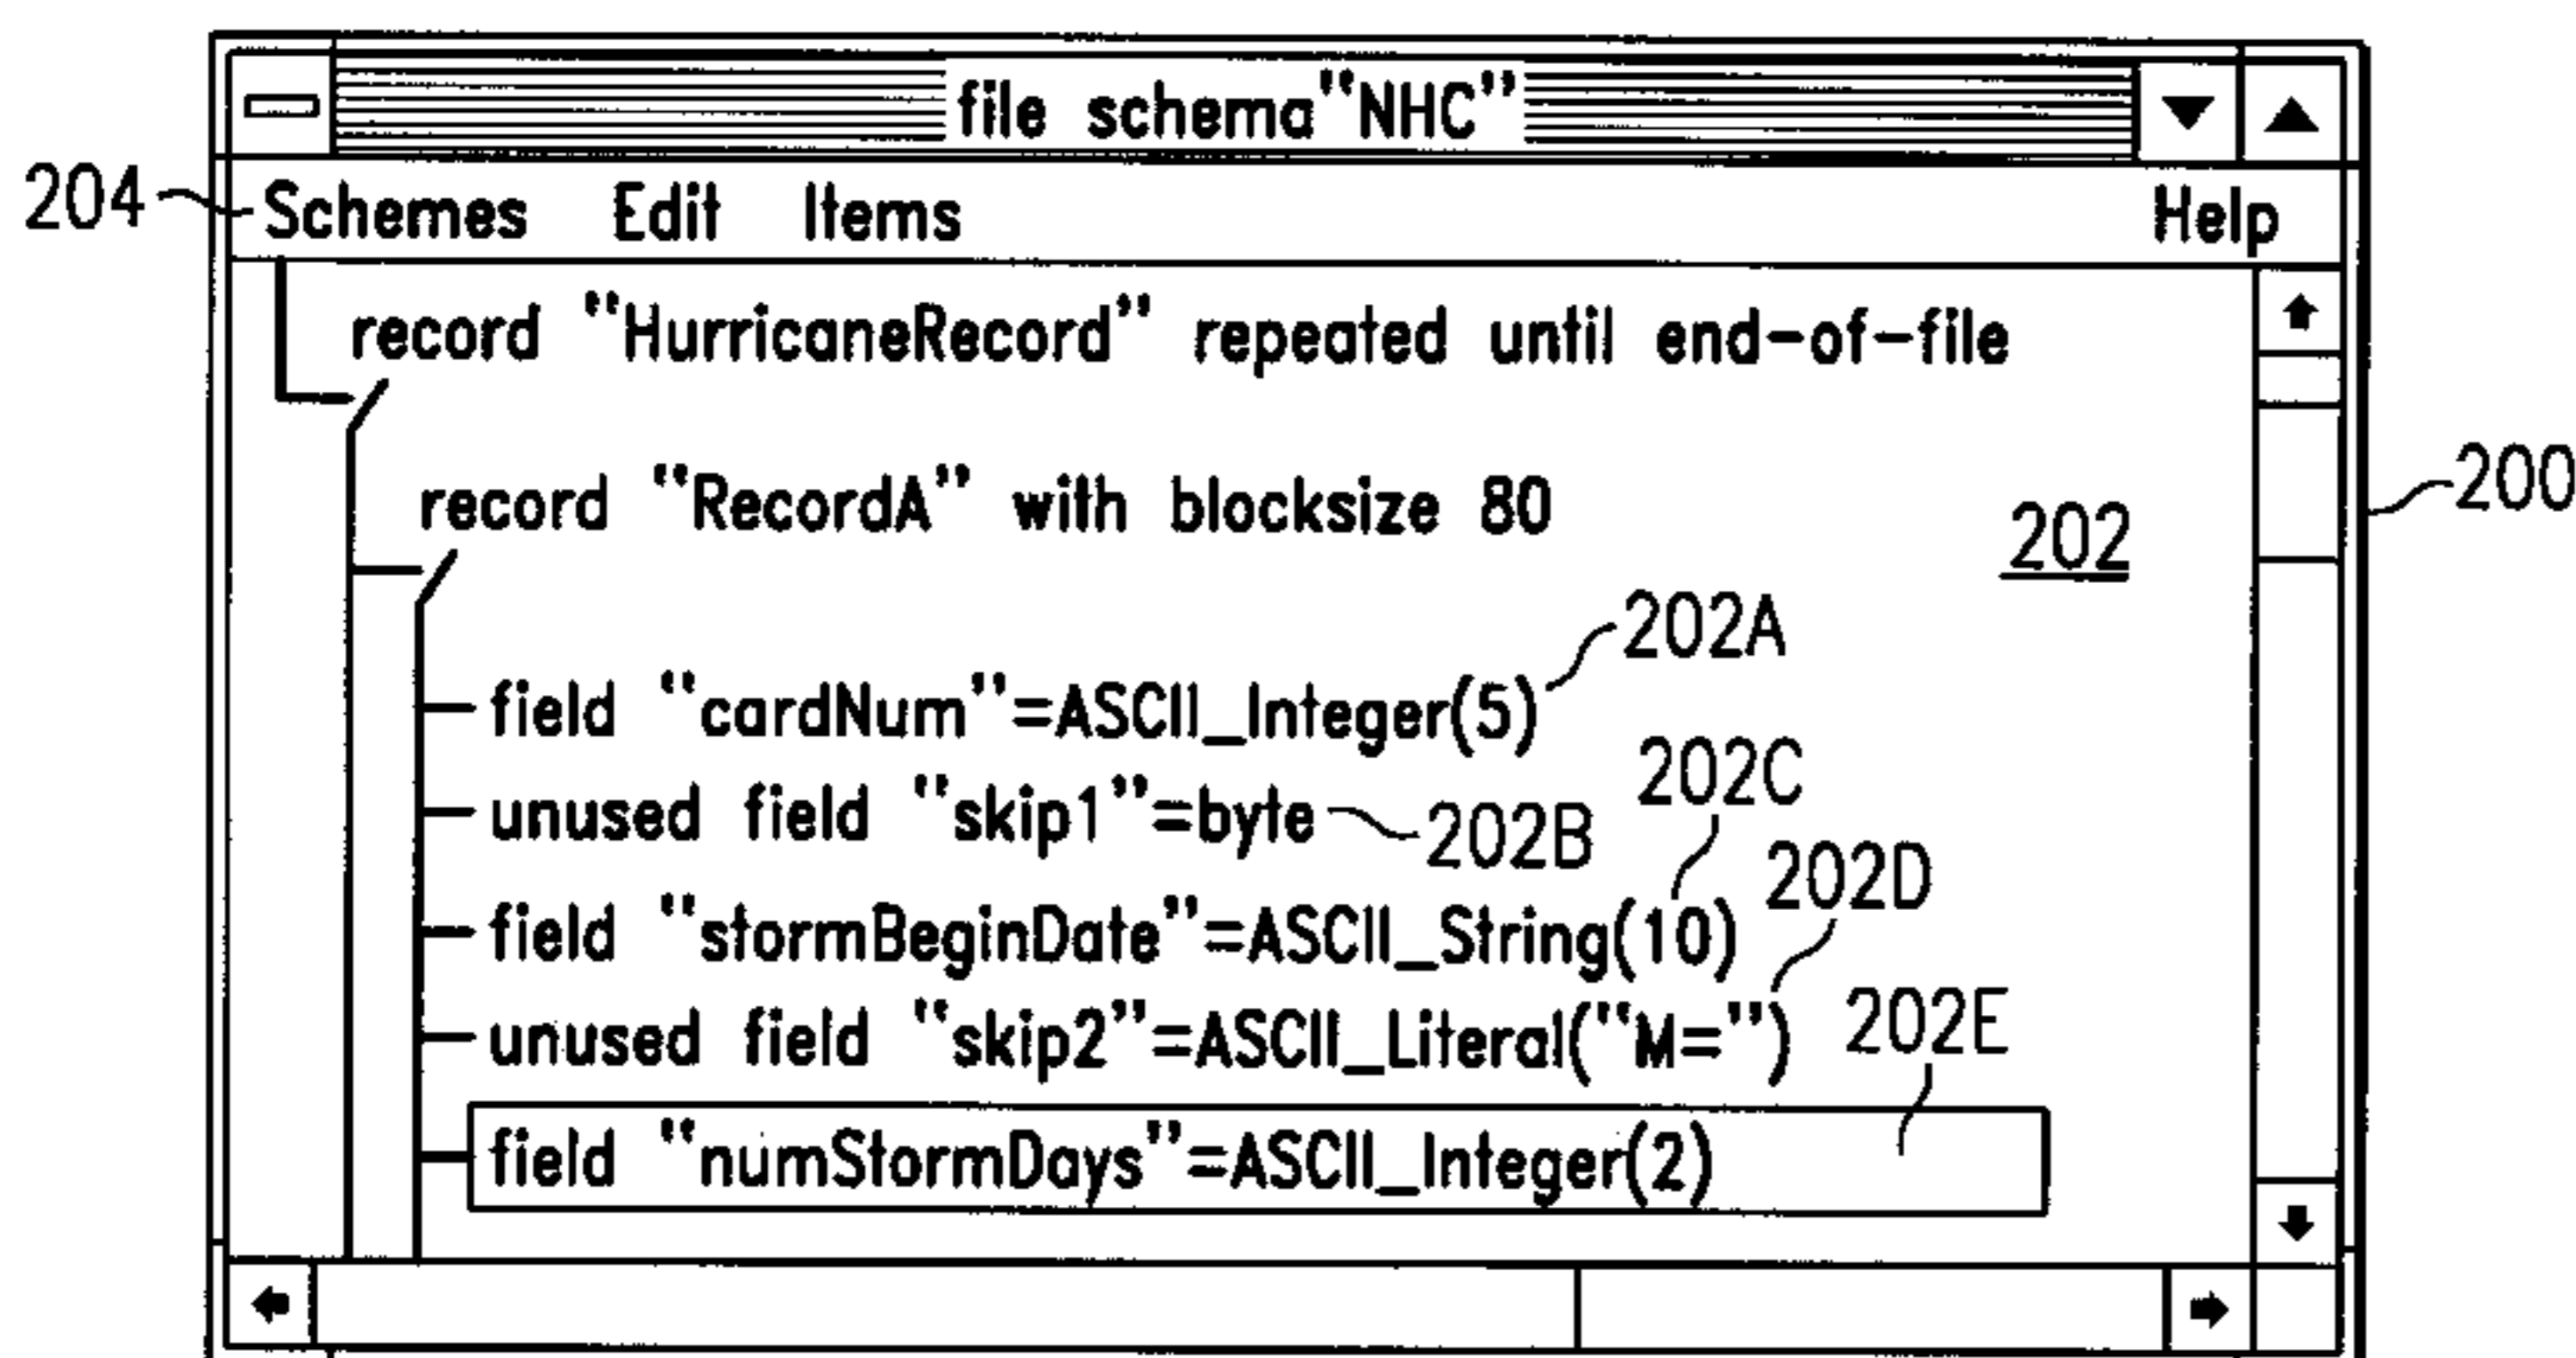 file schema"NHC"
204
Schemes Edit Items Help
record "HurricaneRecord" repeated until end-of-file
200
record "RecordA" with blocksize 80
202
202A
field "cardNum"=ASCII_Integer(5)
202C
unused field "skip1"=byte
202B
202D
field "stormBeginDate"=ASCII_String(10)
202E
unused field "skip2"=ASCII_Literal("M=")
field "numStormDays"=ASCII_Integer(2)